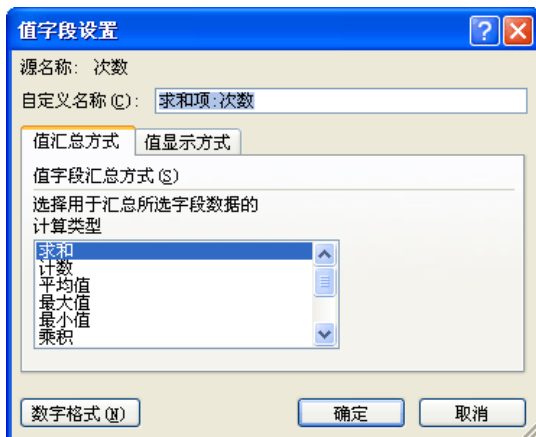 值字段设置
源名称: 次数
自定义名称(C): 求和项:次数
值汇总方式 值显示方式
值字段汇总方式(S)
选择用于汇总所选字段数据的
计算类型
求和
计数
平均值
最大值
最小值
乘积
数字格式(N) 确定 取消